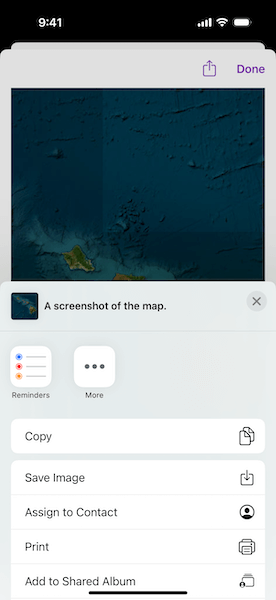 9:41
Done
A screenshot of the map.
Reminders
More
Copy
Save Image
Assign to Contact
Print
Add to Shared Album